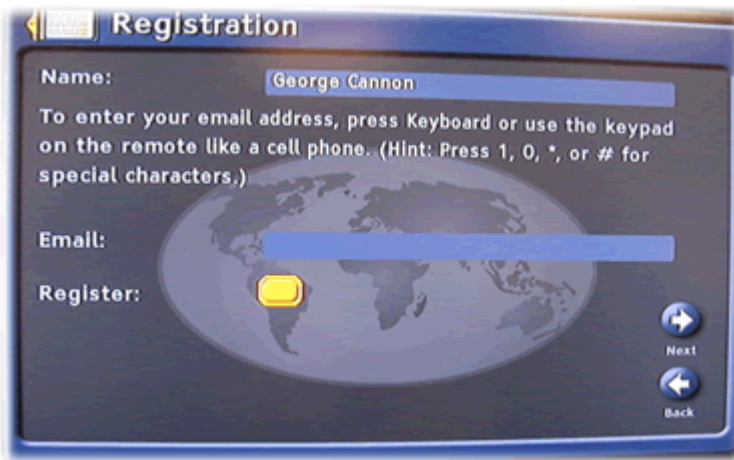 Registration
Name: George Cannon
To enter your email address, press Keyboard or use the keypad
on the remote like a cell phone. (Hint: Press 1, 0, *, or # for
special characters.)
Email:
Register:
Next
Back